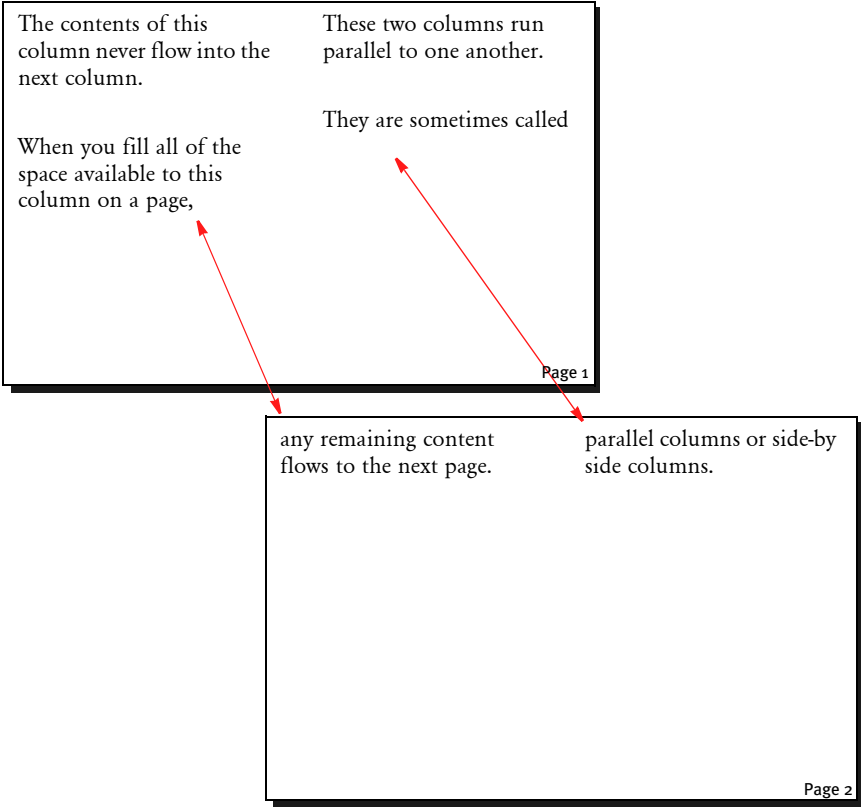 The contents of this
column never flow into the
next column.
When you fill all of the
space available to this
column on a page,
These two columns run
parallel to one another.
They are sometimes called
Page 1
any remaining content
flows to the next page.
parallel columns or side-by
side columns.
Page 2